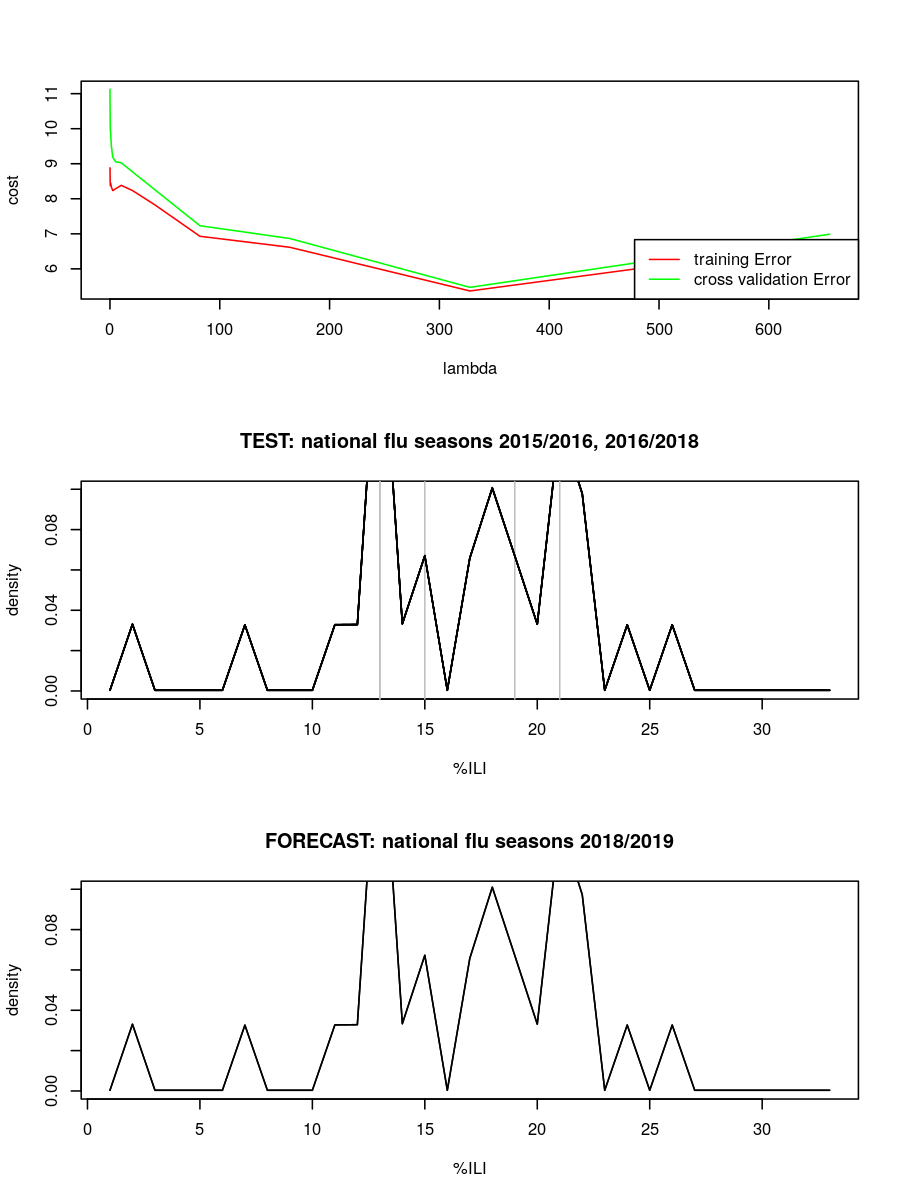 11
10
9
8
7
6
cost
training Error
cross validation Error
0 100 200 300 400 500 600
lambda
TEST: national flu seasons 2015/2016, 2016/2018
0.08
0.04
0.00
density
0 5 10 15 20 25 30
%ILI
FORECAST: national flu seasons 2018/2019
0.08
0.04
0.00
density
0 5 10 15 20 25 30
%ILI